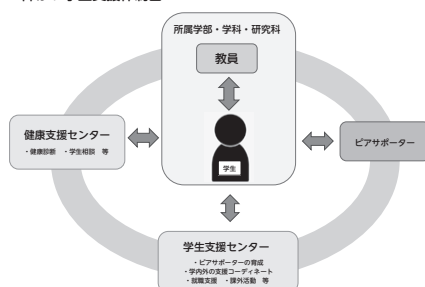 所属学部・学科・研究科
教員
学生
健康支援センター
・健康診断 ・学生相談 等
ピアサポーター
学生支援センター
・ピアサポーターの育成
・学内外の支援コーディネート
・就職支援 ・課外活動 等